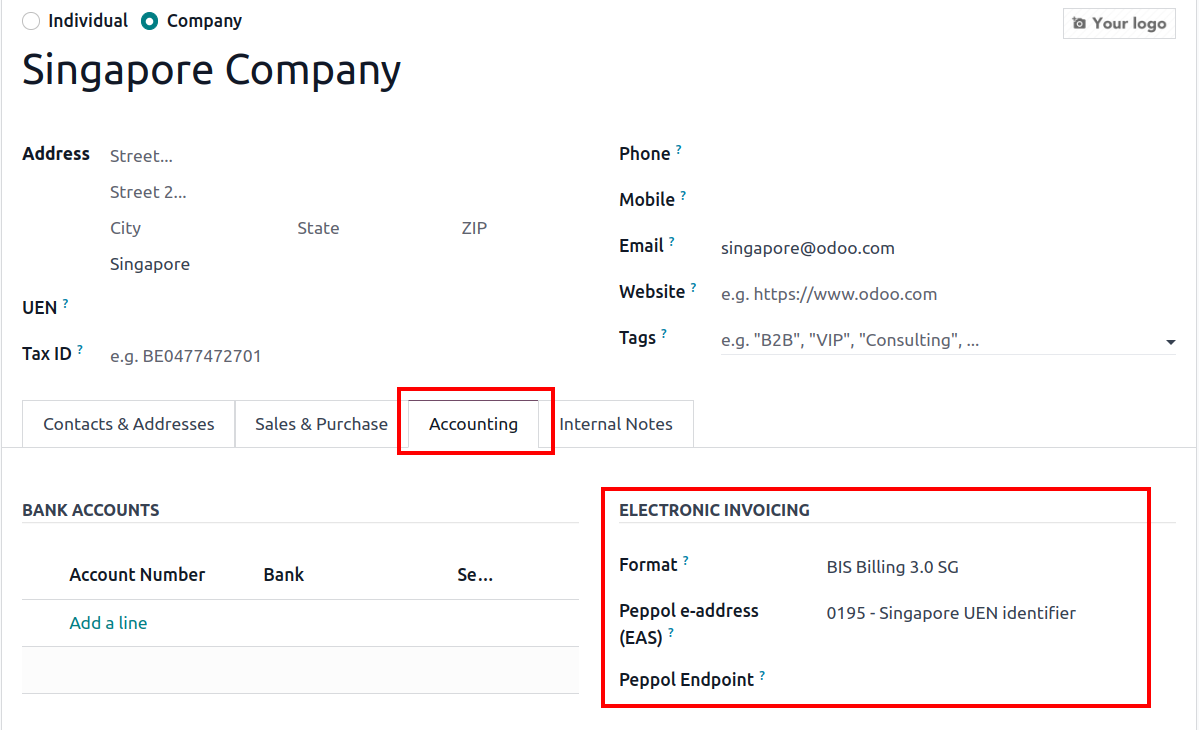 Individual Company Your logo
Singapore Company
Address Street... Phone ?
Street 2... Mobile ?
City State ZIP Email ? singapore@odoo.com
Singapore
UEN ? Website ? e.g. https://www.odoo.com
Tax ID ? e.g. BE0477472701 Tags ? e.g. "B2B", "VIP", "Consulting", ...
Contacts & Addresses Sales & Purchase Accounting Internal Notes
BANK ACCOUNTS ELECTRONIC INVOICING
Account Number Bank Se... Format ? BIS Billing 3.0 SG
Add a line Peppol e-address 0195 - Singapore UEN identifier
(EAS) ?
Peppol Endpoint ?